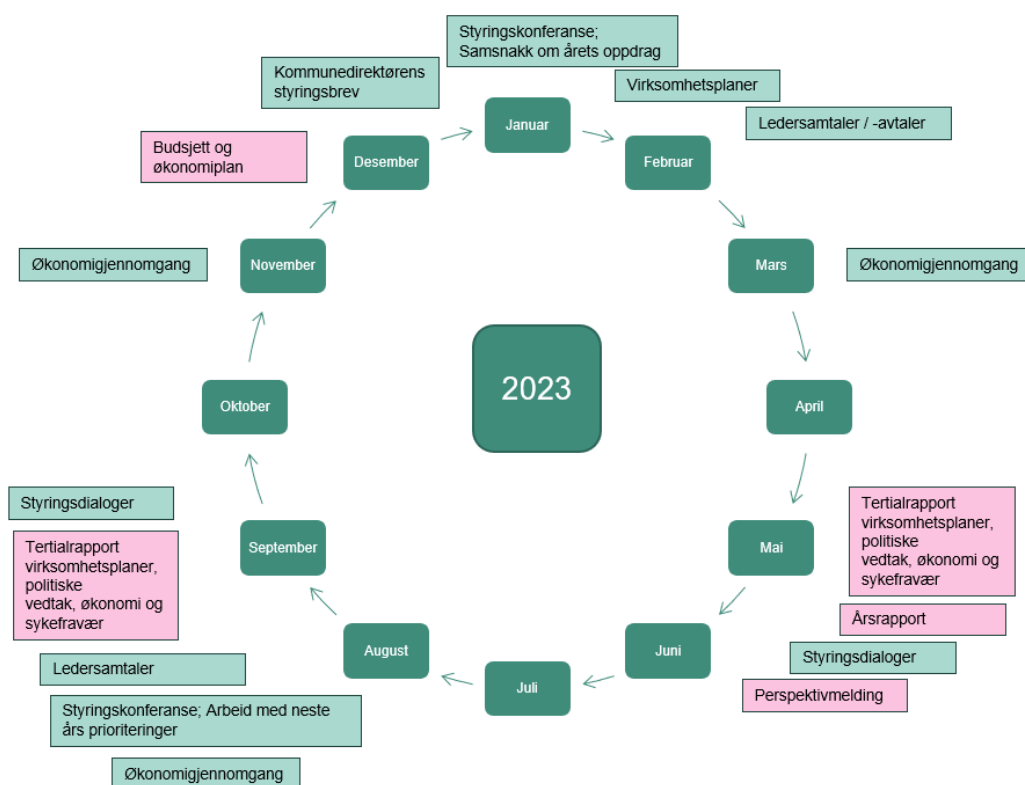 Styringskonferanse;
Samsnakk om årets oppdrag
Kommunedirektørens
styringsbrev
Virksomhetsplaner
Ledersamtaler / -avtaler
Januar
Budsjett og
økonomiplan
Desember
Februar
Økonomigjennomgang
November
Mars
Økonomigjennomgang
2023
Oktober
April
Styringsdialoger
Tertialrapport
virksomhetsplaner,
politiske
vedtak, økonomi og
sykefravær
September
Mai
Tertialrapport
virksomhetsplaner,
politiske
vedtak, økonomi og
sykefravær
Årsrapport
August
Juni
Styringsdialoger
Ledersamtaler
Juli
Perspektivmelding
Styringskonferanse; Arbeid med neste
års prioriteringer
Økonomigjennomgang